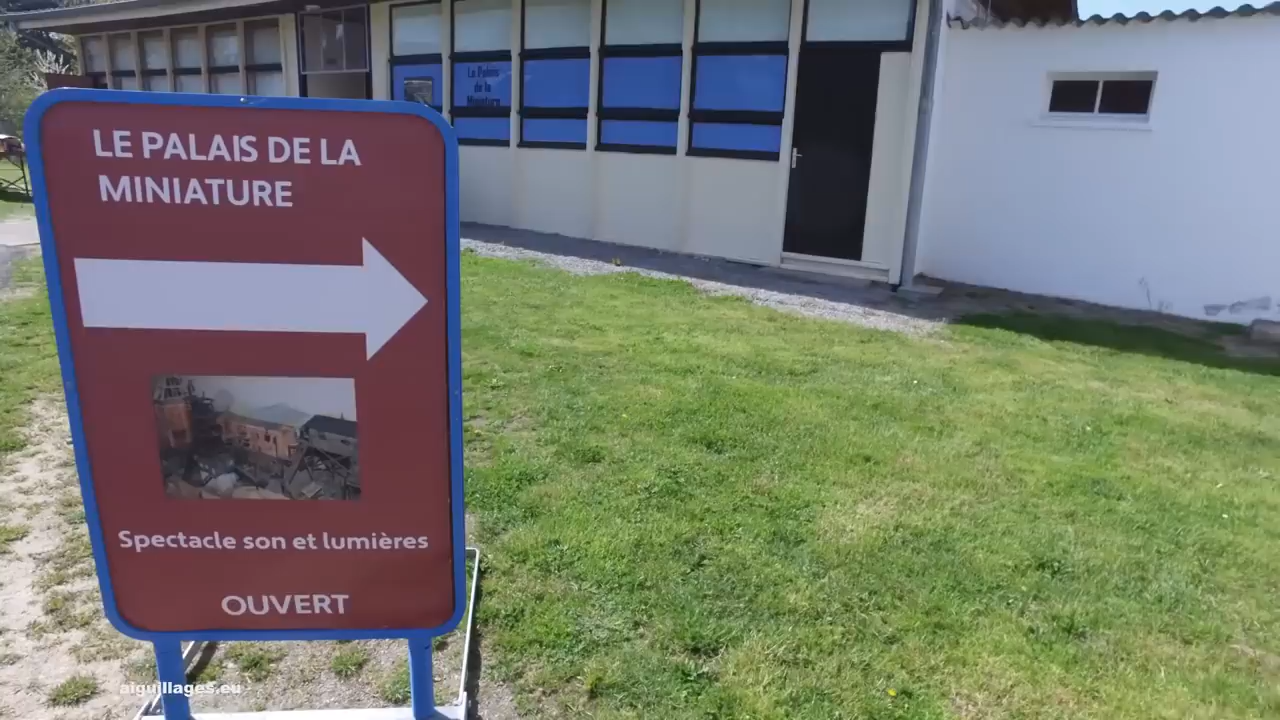 LE PALAIS DE LA
MINIATURE
Spectacle son et lumières
OUVERT
Le Palais
de la
Miniature
aiguillages.eu